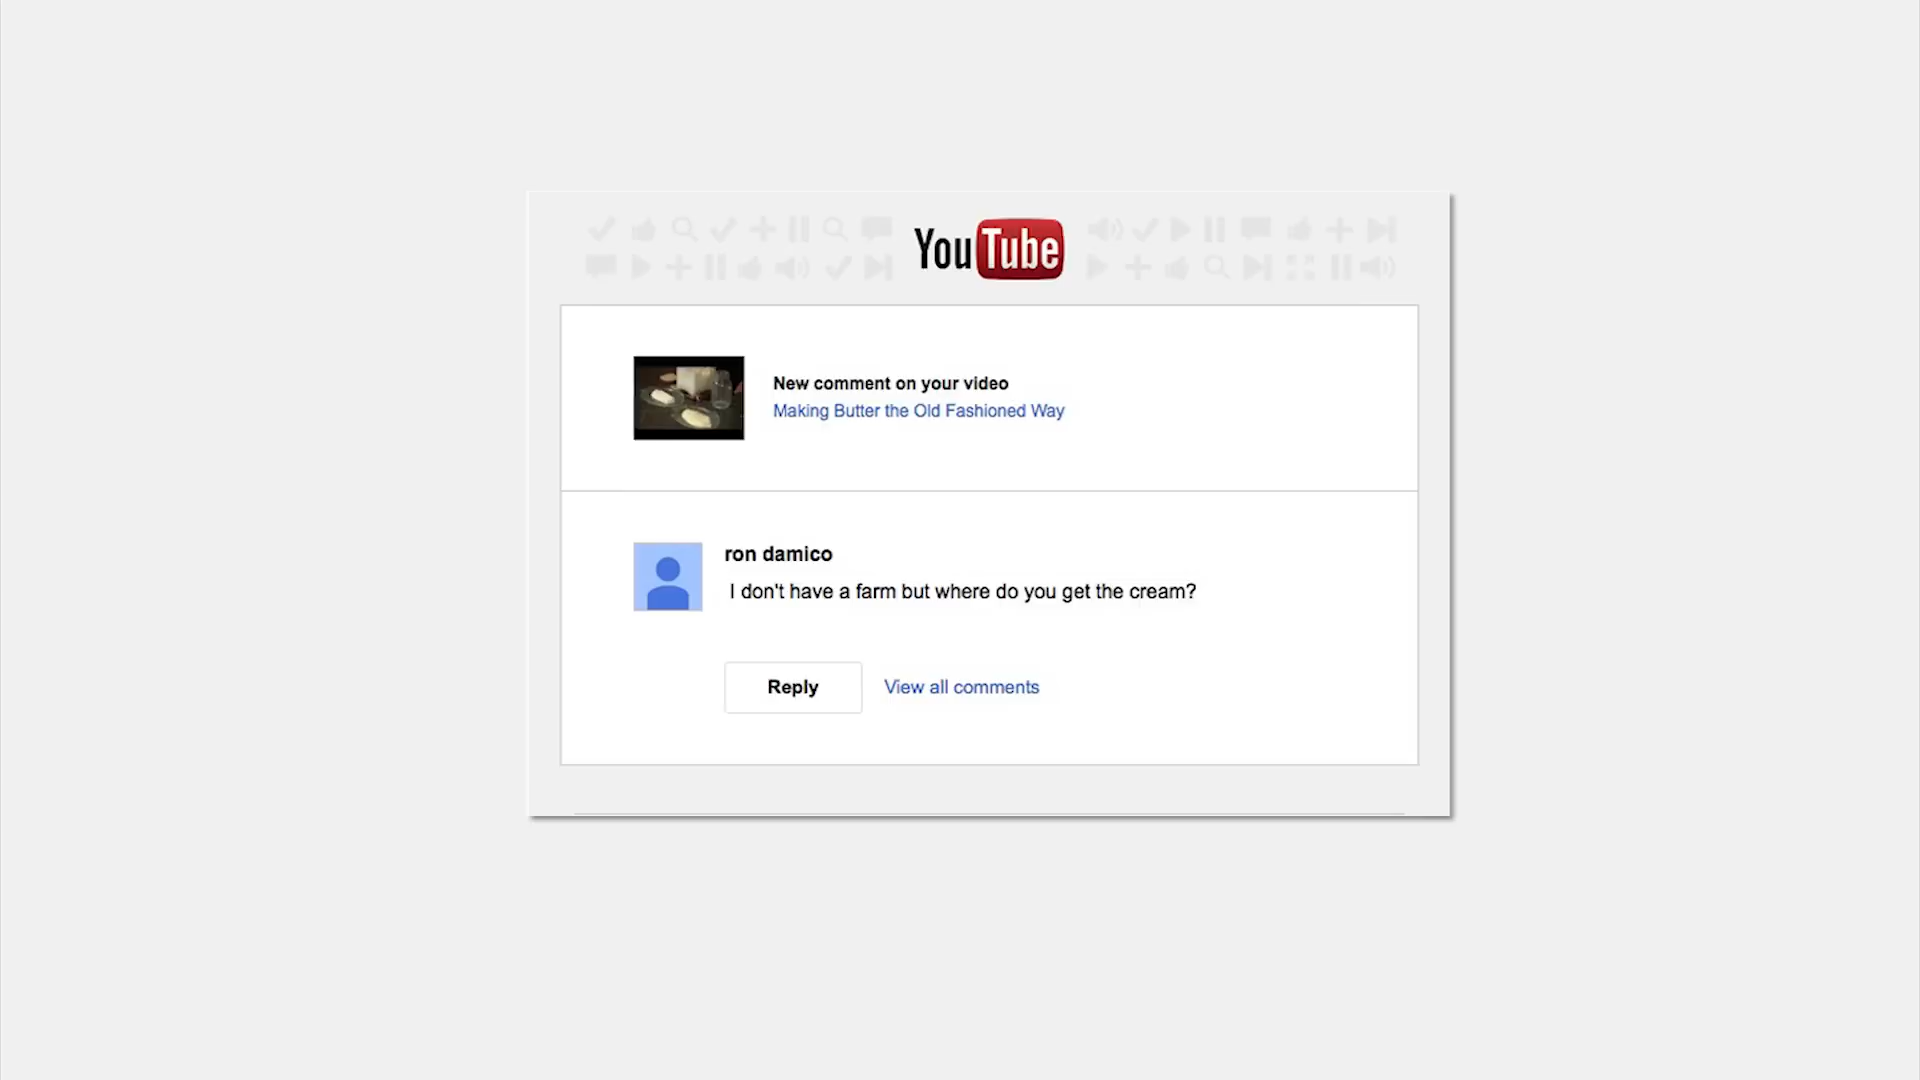 YouTube
New comment on your video
Making Butter the Old Fashioned Way
ron damico
I don't have a farm but where do you get the cream?
Reply
View all comments